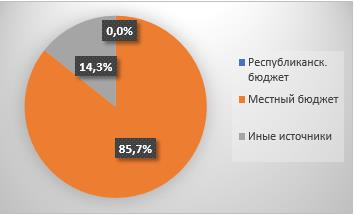 0,0%
14,3%
85,7%
Республиканск.
бюджет
Местный бюджет
Иные источники